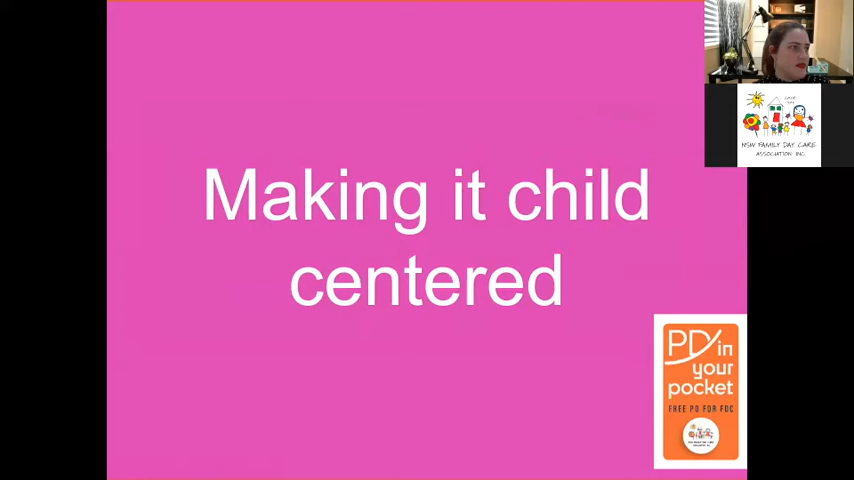 Making it child
centered
NSW FAMILY DAY CARE
ASSOCIATION INC.
PD in
your
pocket
FREE PD FOR FDC